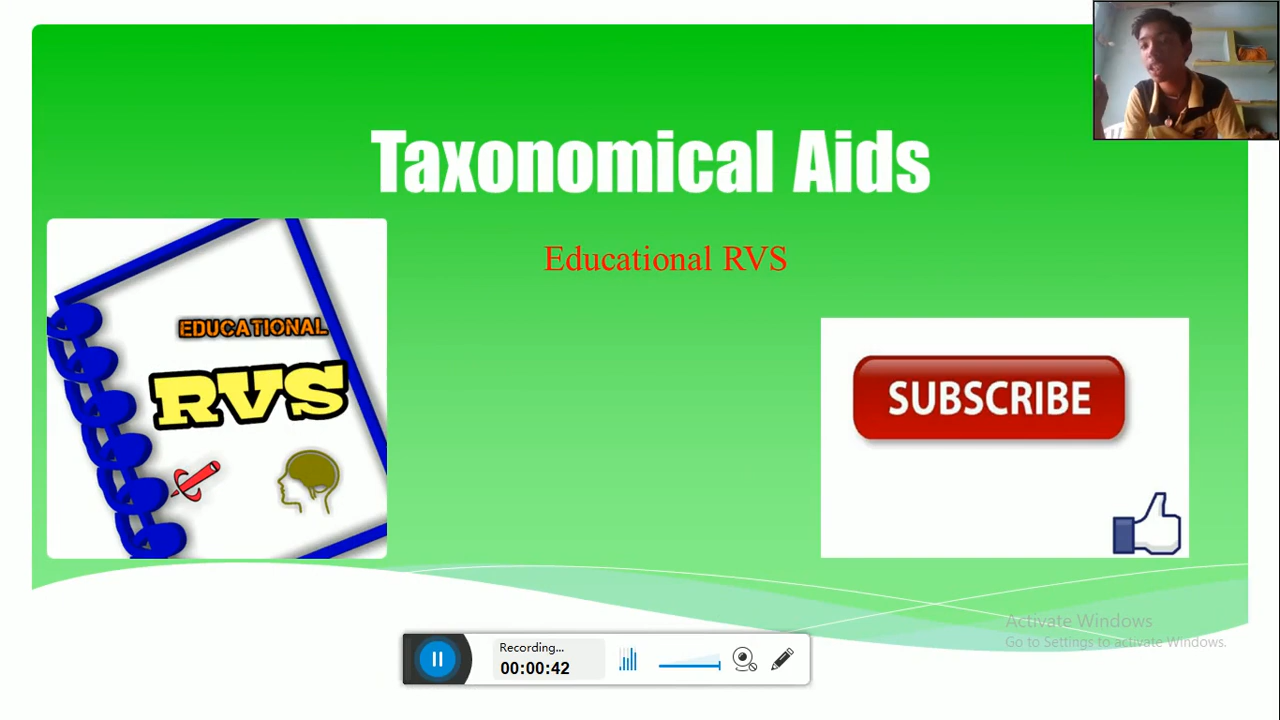 Taxonomical Aids
Educational RVS
EDUCATIONAL
RVS
SUBSCRIBE
Activate Windows
Go to Settings to activate Windows.
Recording...
00:00:42